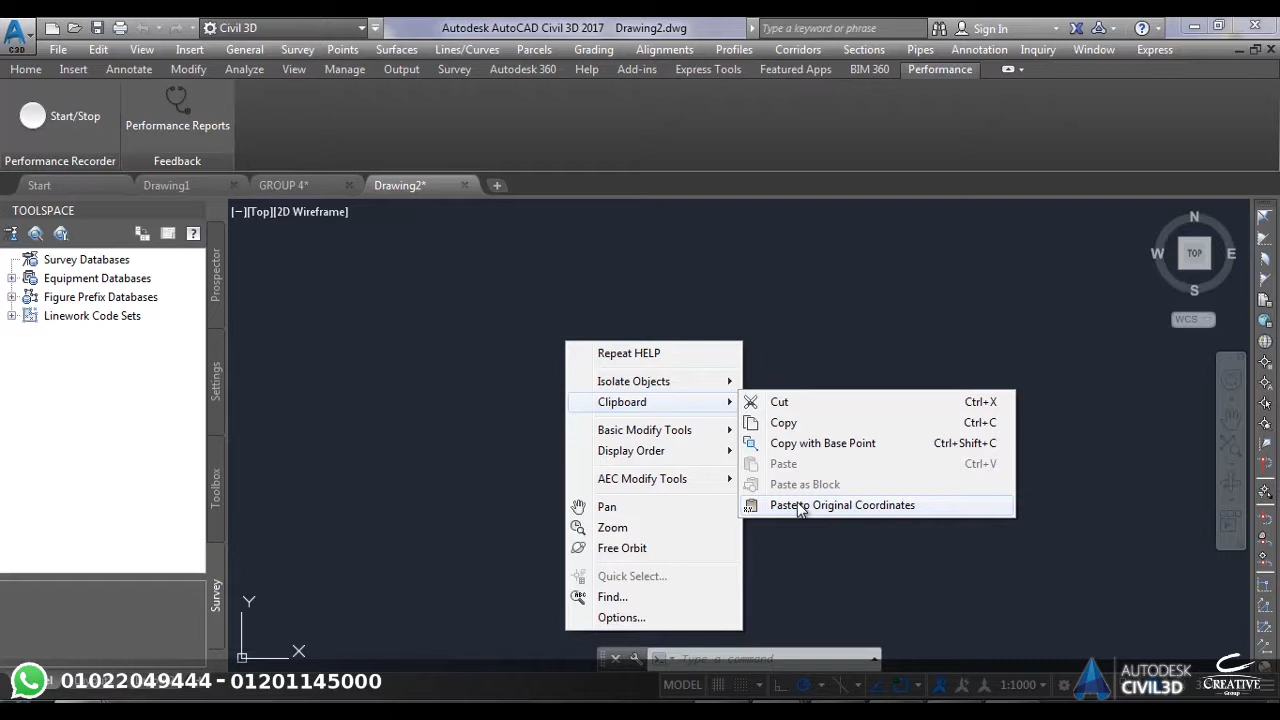 Civil 3D
Autodesk AutoCAD Civil 3D 2017 Drawing2.dwg
Type a keyword or phrase
Sign In
C3D
File Edit View Insert General Survey Points Surfaces Lines/Curves Parcels Grading Alignments Profiles Corridors Sections Pipes Annotation Inquiry Window Express
Home Insert Annotate Modify Analyze View Manage Output Survey Autodesk 360 Help Add-ins Express Tools Featured Apps BIM 360 Performance
Start/Stop
Performance Reports
Performance Recorder
Feedback
Start Drawing1 GROUP 4* Drawing2*
TOOLSPACE
[−][Top][2D Wireframe]
Survey Databases
Equipment Databases
Figure Prefix Databases
Linework Code Sets
Prospector
Settings
Toolbox
Survey
N
W TOP E
S
WCS
Repeat HELP
Isolate Objects
Clipboard
Basic Modify Tools
Display Order
AEC Modify Tools
Pan
Zoom
Free Orbit
Quick Select...
Find...
Options...
Cut Ctrl+X
Copy Ctrl+C
Copy with Base Point Ctrl+Shift+C
Paste Ctrl+V
Paste as Block
Paste to Original Coordinates
Y
X
Type a command
MODEL
1:1000
01022049444 - 01201145000
AUTODESK
CIVIL3D
CREATIVE
Group